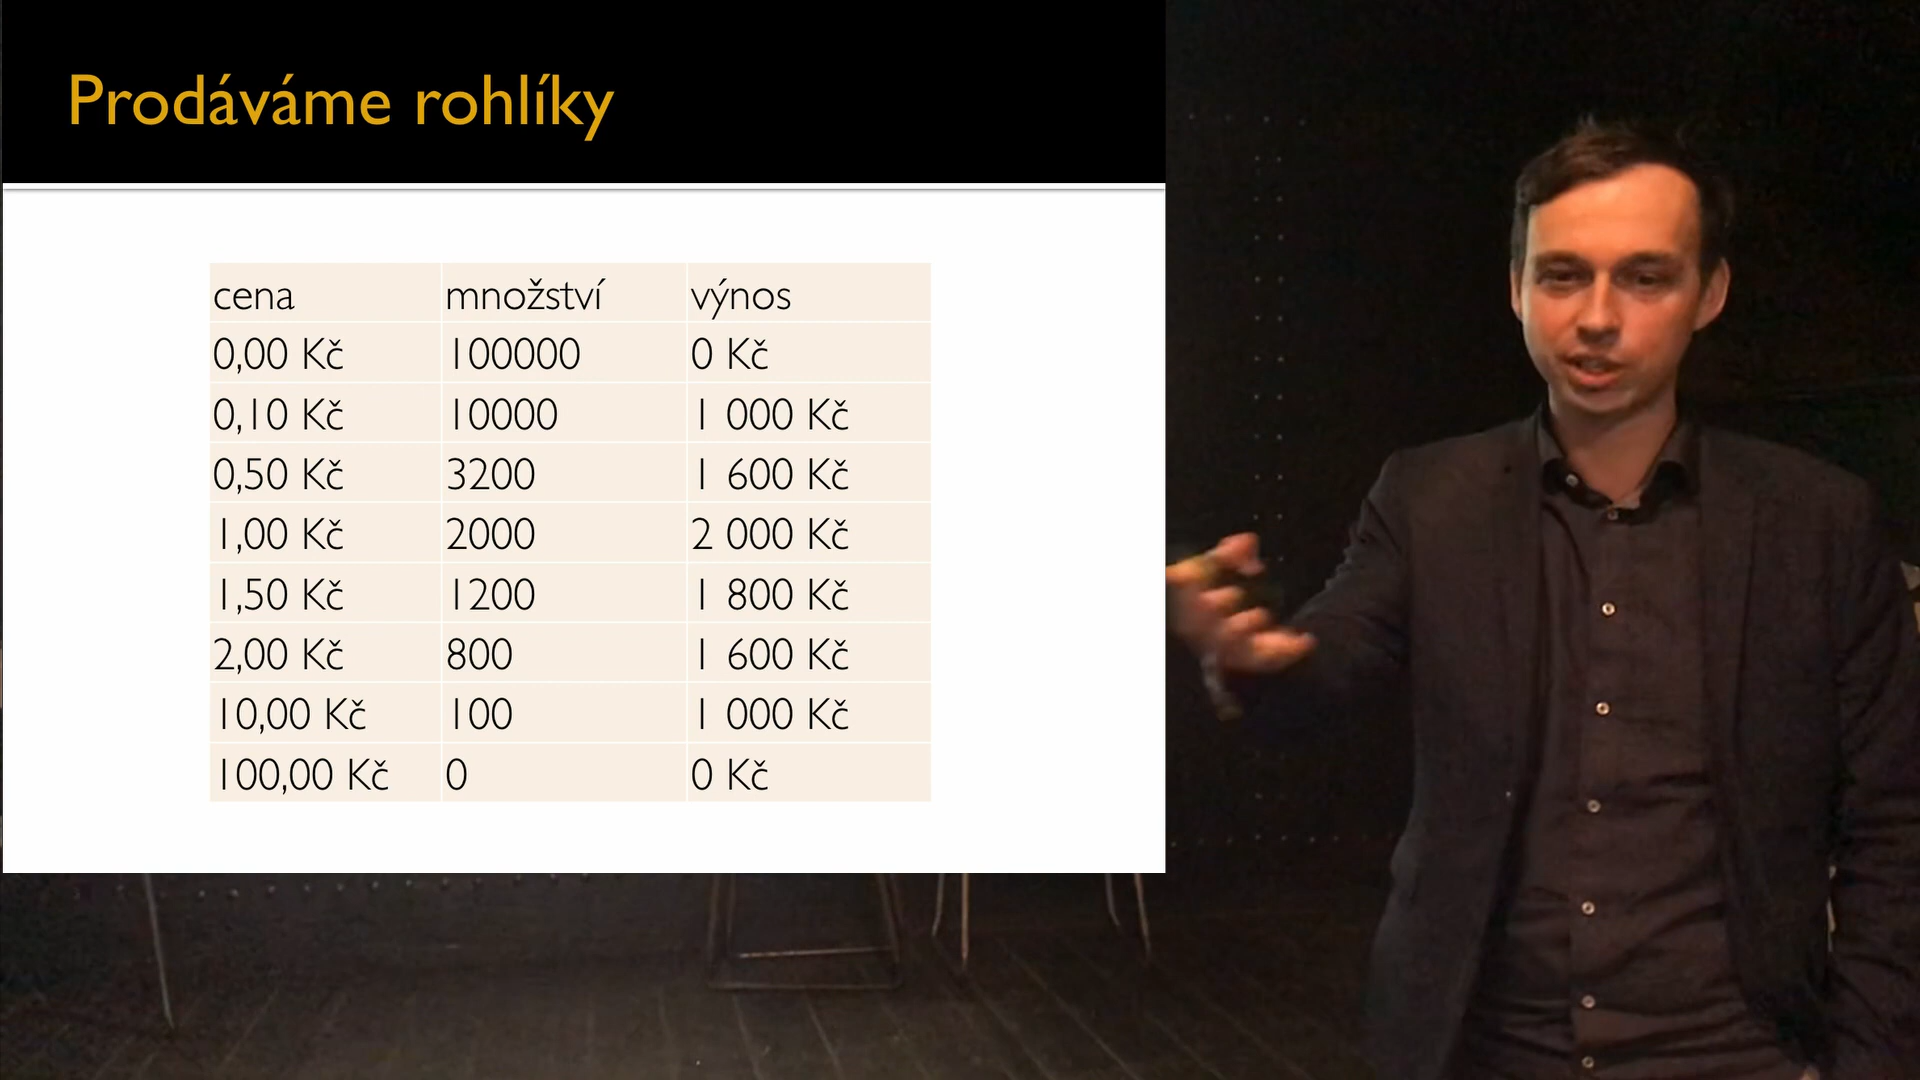 Prodáváme rohlíky
cena množství výnos
0,00 Kč 100000 0 Kč
0,10 Kč 10000 1 000 Kč
0,50 Kč 3200 1 600 Kč
1,00 Kč 2000 2 000 Kč
1,50 Kč 1200 1 800 Kč
2,00 Kč 800 1 600 Kč
10,00 Kč 100 1 000 Kč
100,00 Kč 0 0 Kč